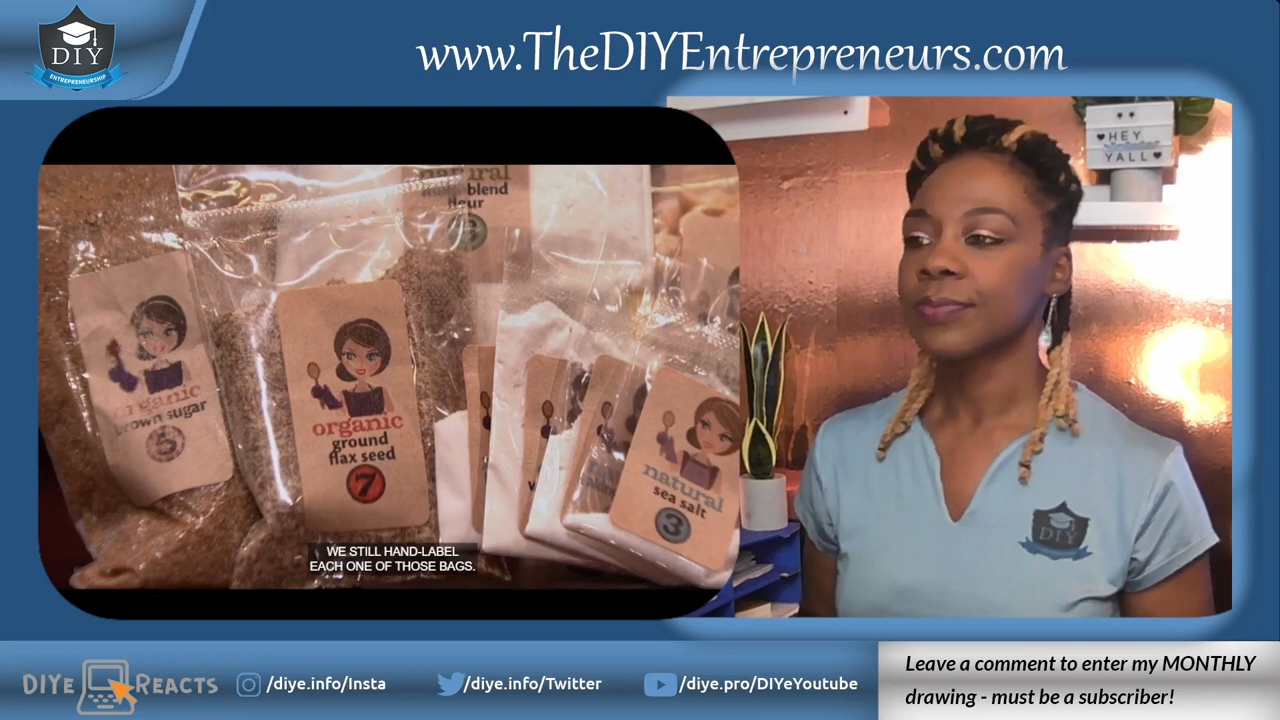 DIY
ENTREPRENEURSHIP
www.TheDIYEntrepreneurs.com
HEY
YALL
natural
blend
flour
organic
brown sugar
5
organic
ground
flax seed
7
natural
sea salt
3
WE STILL HAND-LABEL
EACH ONE OF THOSE BAGS.
DIY
DIYE REACTS
/diye.info/Insta
/diye.info/Twitter
/diye.pro/DIYeYoutube
Leave a comment to enter my MONTHLY
drawing - must be a subscriber!